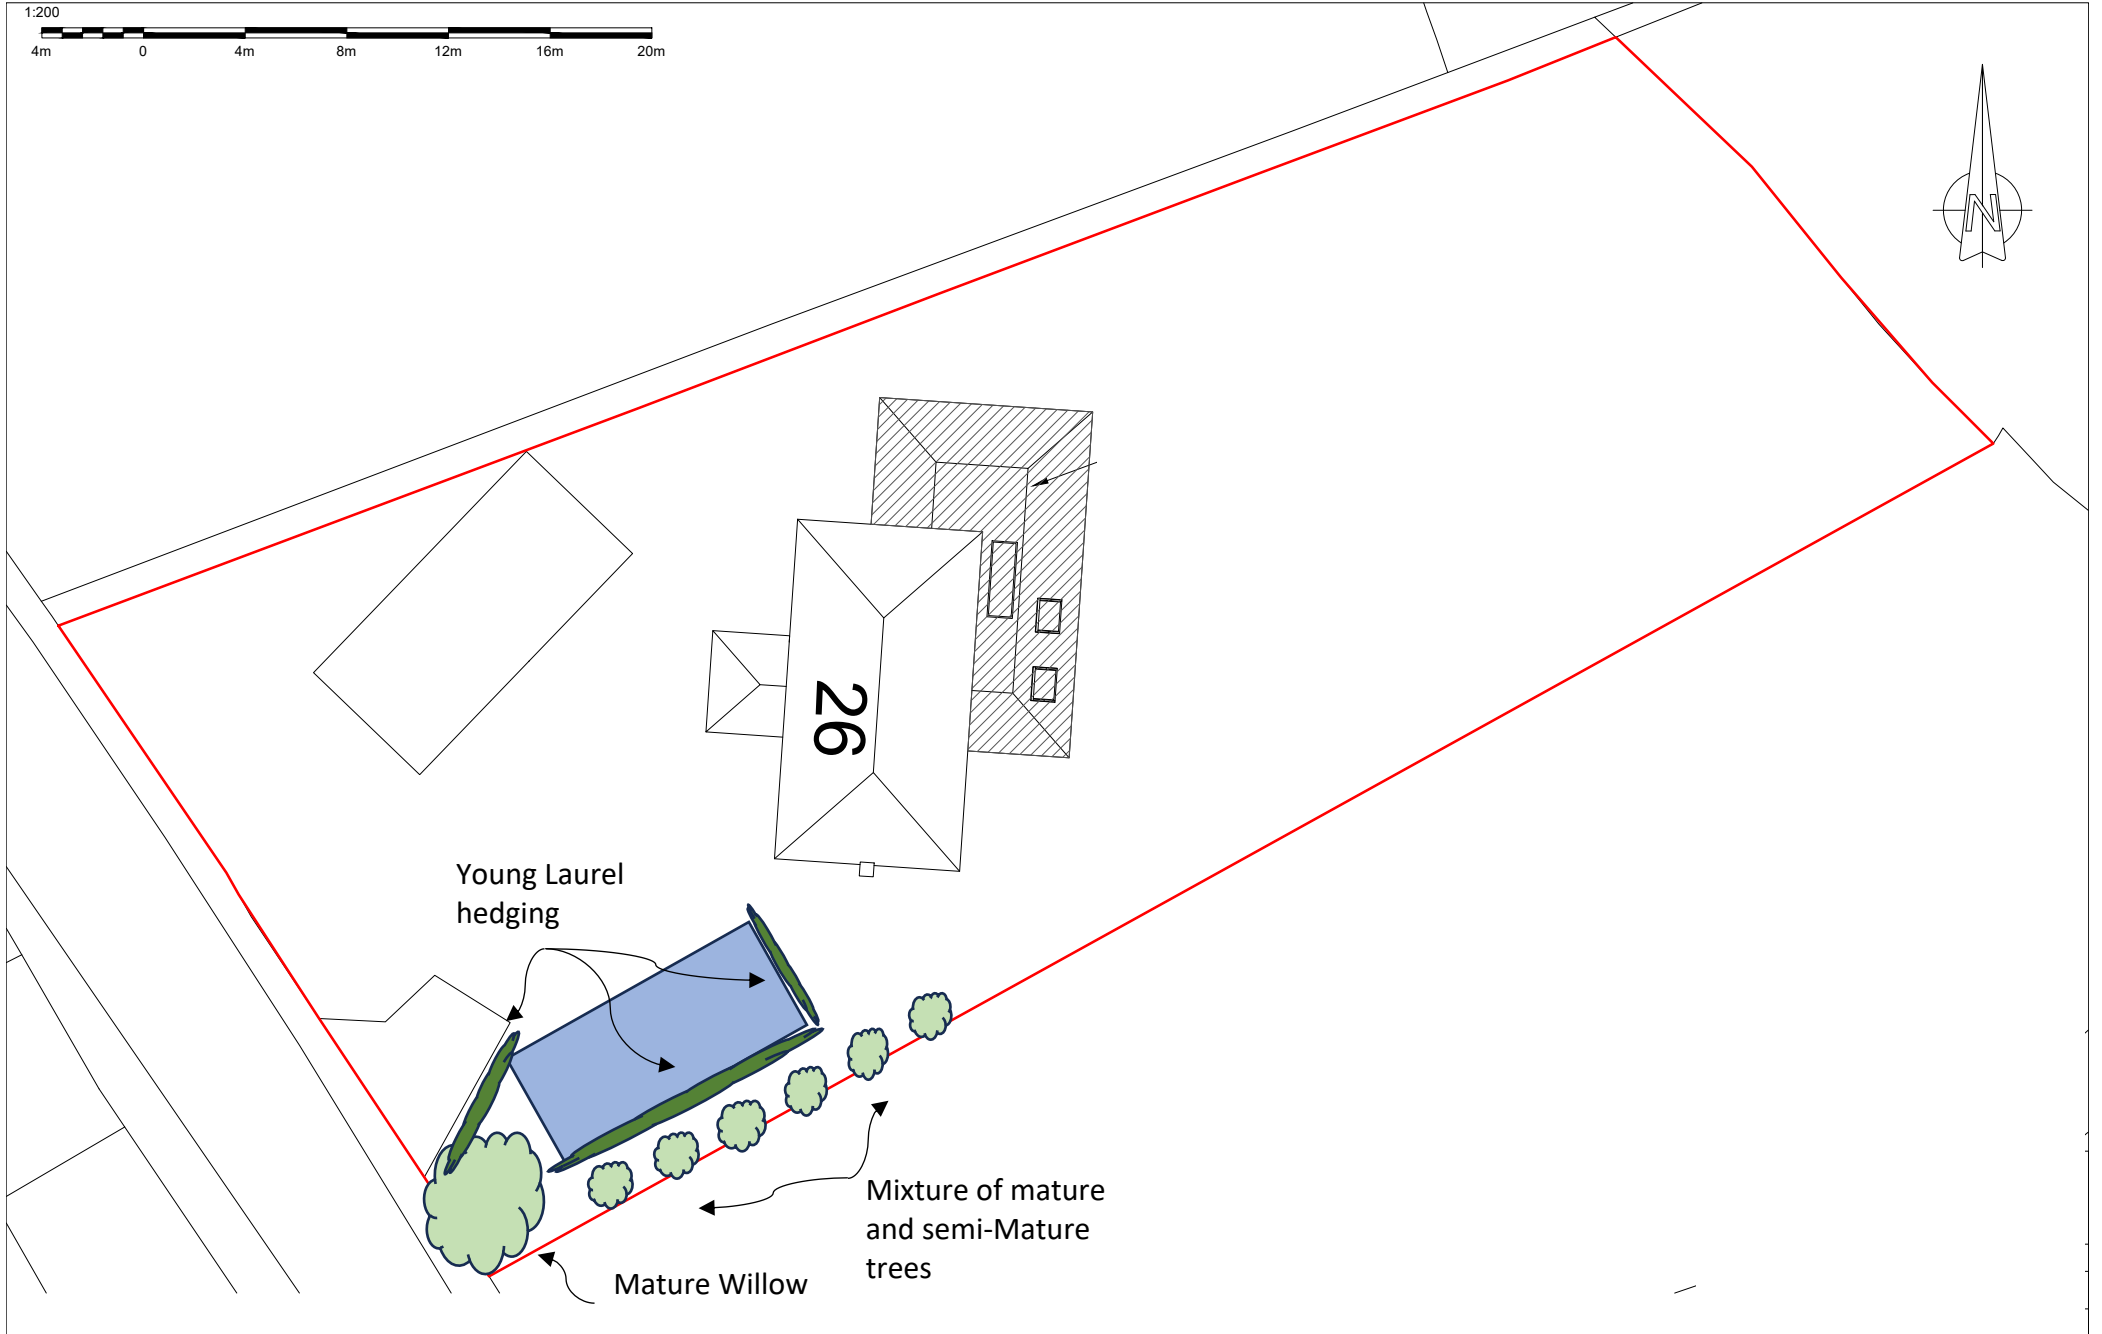 1:200
4m 0 4m 8m 12m 16m 20m
N
26
Young Laurel
hedging
Mixture of mature
and semi-Mature
trees
Mature Willow